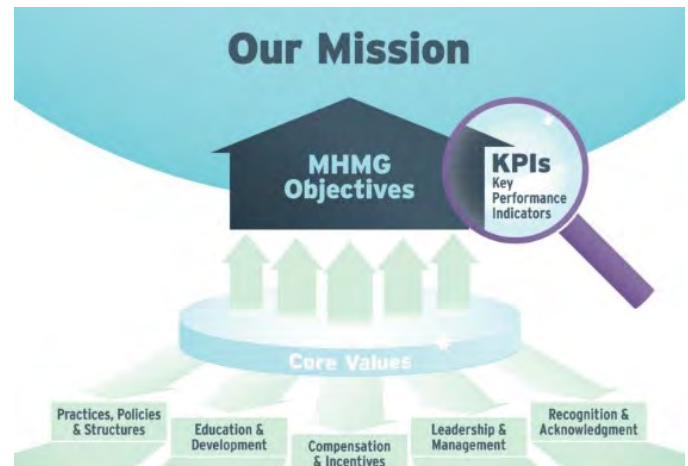 Our Mission
MHMG
Objectives
KPIs
Key
Performance
Indicators
Core Values
Practices, Policies
& Structures
Education &
Development
Compensation
& Incentives
Leadership &
Management
Recognition &
Acknowledgment